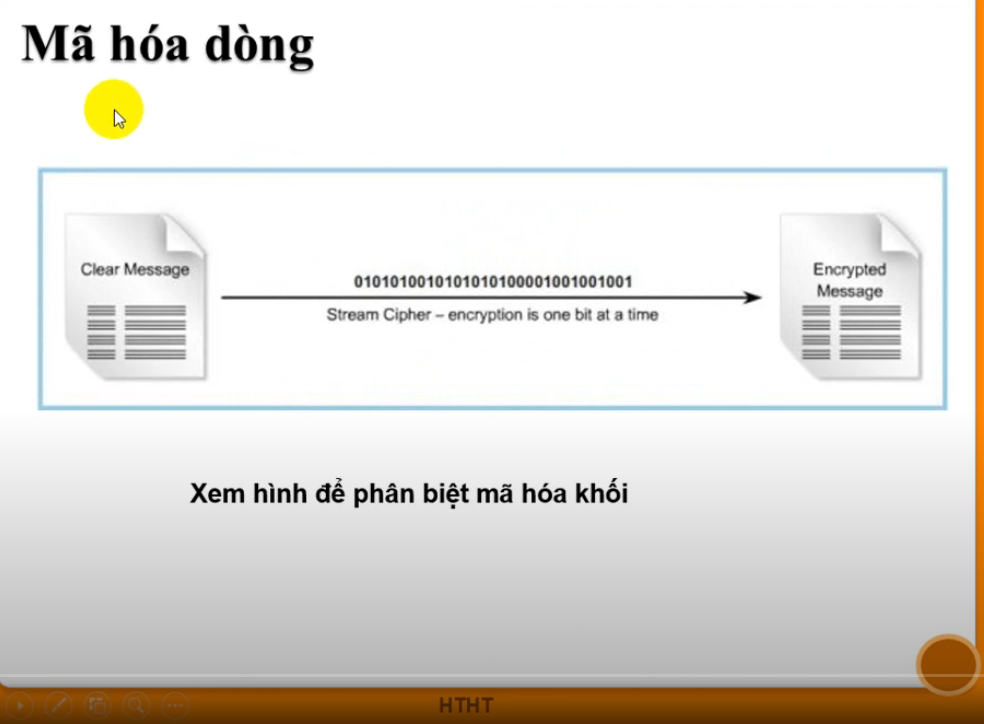 Mã hóa dòng
Clear Message
010101001010101010100001001001001
Stream Cipher – encryption is one bit at a time
Encrypted
Message
Xem hình để phân biệt mã hóa khối
HTHT